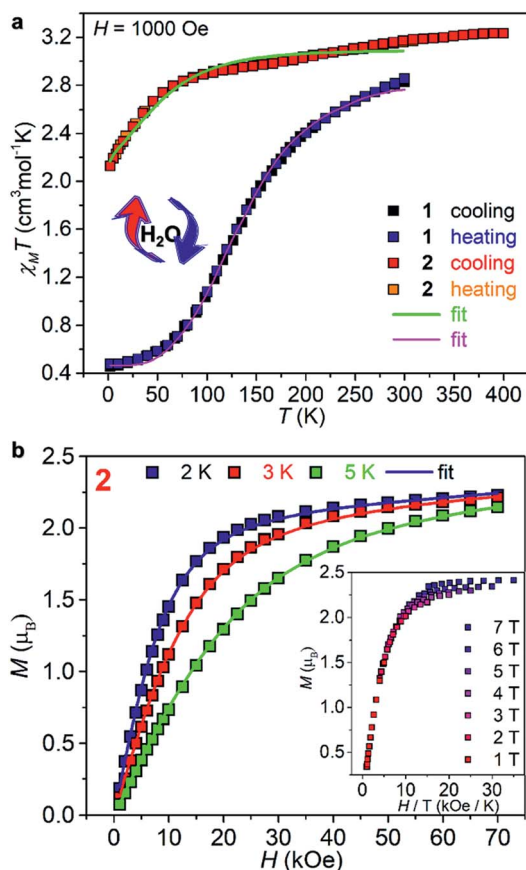 a
H = 1000 Oe
3.2
2.8
2.4
2.0
1.6
1.2
0.8
0.4
χMT (cm³mol⁻¹K)
H₂O
1 cooling
1 heating
2 cooling
2 heating
fit
fit
0 50 100 150 200 250 300 350 400
T (K)
b
2
2 K 3 K 5 K fit
2.5
2.0
1.5
1.0
0.5
0.0
M (μB)
2.5
2.0
1.5
1.0
0.5
M (μB)
7 T
6 T
5 T
4 T
3 T
2 T
1 T
0 10 20 30
H / T (kOe / K)
0 10 20 30 40 50 60 70
H (kOe)